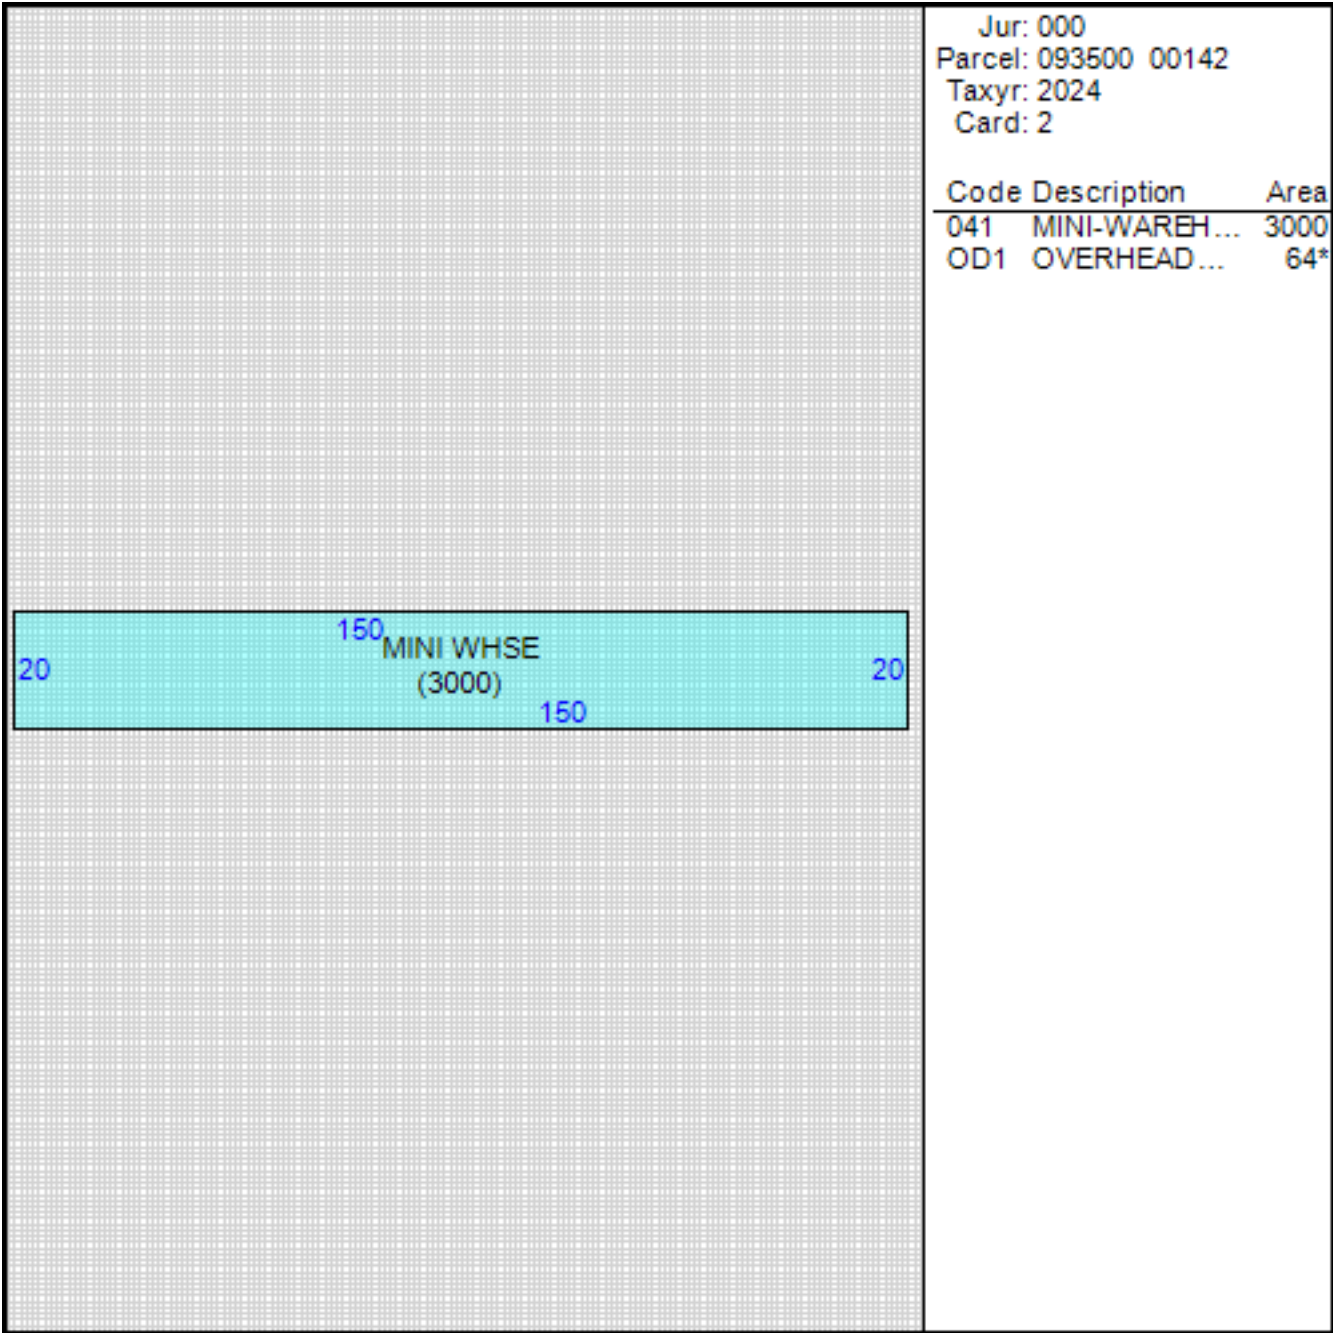 Jur: 000
Parcel: 093500 00142
Taxyr: 2024
Card: 2
Code Description Area
041 MINI-WAREH... 3000
OD1 OVERHEAD... 64*
150
MINI WHSE
20 20
(3000)
150